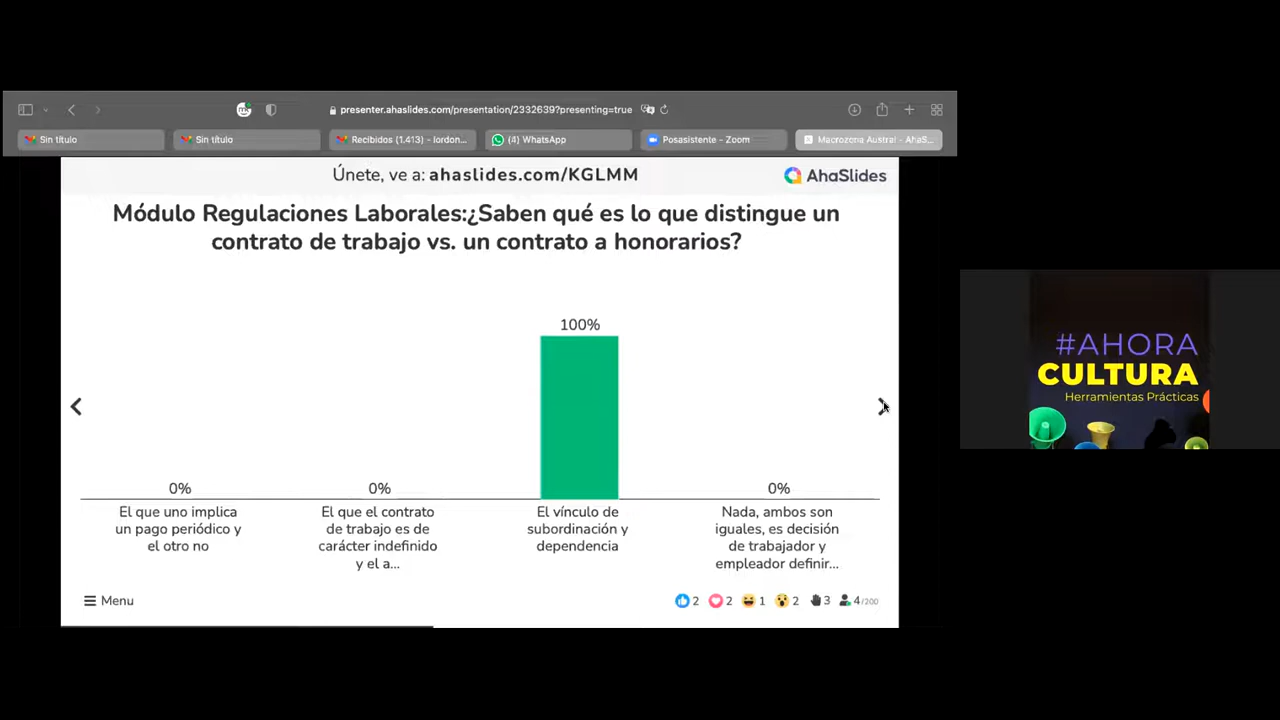 presenter.ahaslides.com/presentation/2332639?presenting=true
Sin título
Sin título
Recibidos (1.413) – lordon...
(4) WhatsApp
Posasistente – Zoom
Macrozona Austral – AhaS...
Únete, ve a: ahaslides.com/KGLMM
AhaSlides
Módulo Regulaciones Laborales:¿Saben qué es lo que distingue un
contrato de trabajo vs. un contrato a honorarios?
100%
0%
0%
0%
El que uno implica
un pago periódico y
el otro no
El que el contrato
de trabajo es de
carácter indefinido
y el a...
El vínculo de
subordinación y
dependencia
Nada, ambos son
iguales, es decisión
de trabajador y
empleador definir...
Menu
2 2 1 2 3 4 /200
#AHORA
CULTURA
Herramientas Prácticas